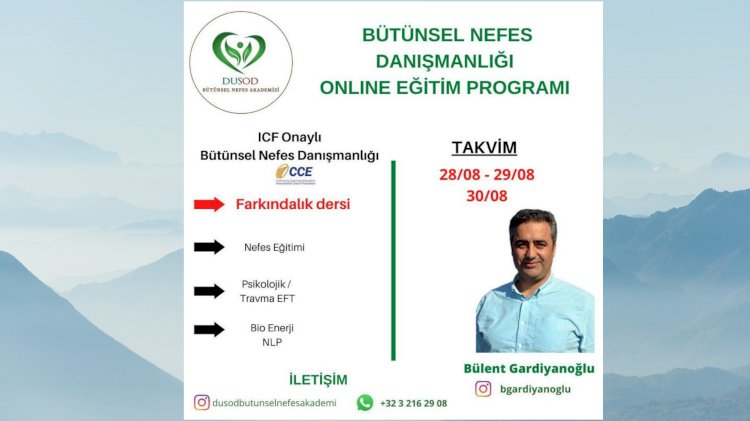 BÜTÜNSEL NEFES
DANIŞMANLIĞI
ONLINE EĞİTİM PROGRAMI
DUSOD
BÜTÜNSEL NEFES AKADEMİSİ
ICF Onaylı
Bütünsel Nefes Danışmanlığı
CCE
Farkındalık dersi
Nefes Eğitimi
Psikolojik /
Travma EFT
Bio Enerji
NLP
TAKVİM
28/08 - 29/08
30/08
Bülent Gardiyanoğlu
bgardiyanoglu
İLETİŞİM
dusodbutunselnefesakademi
+32 3 216 29 08